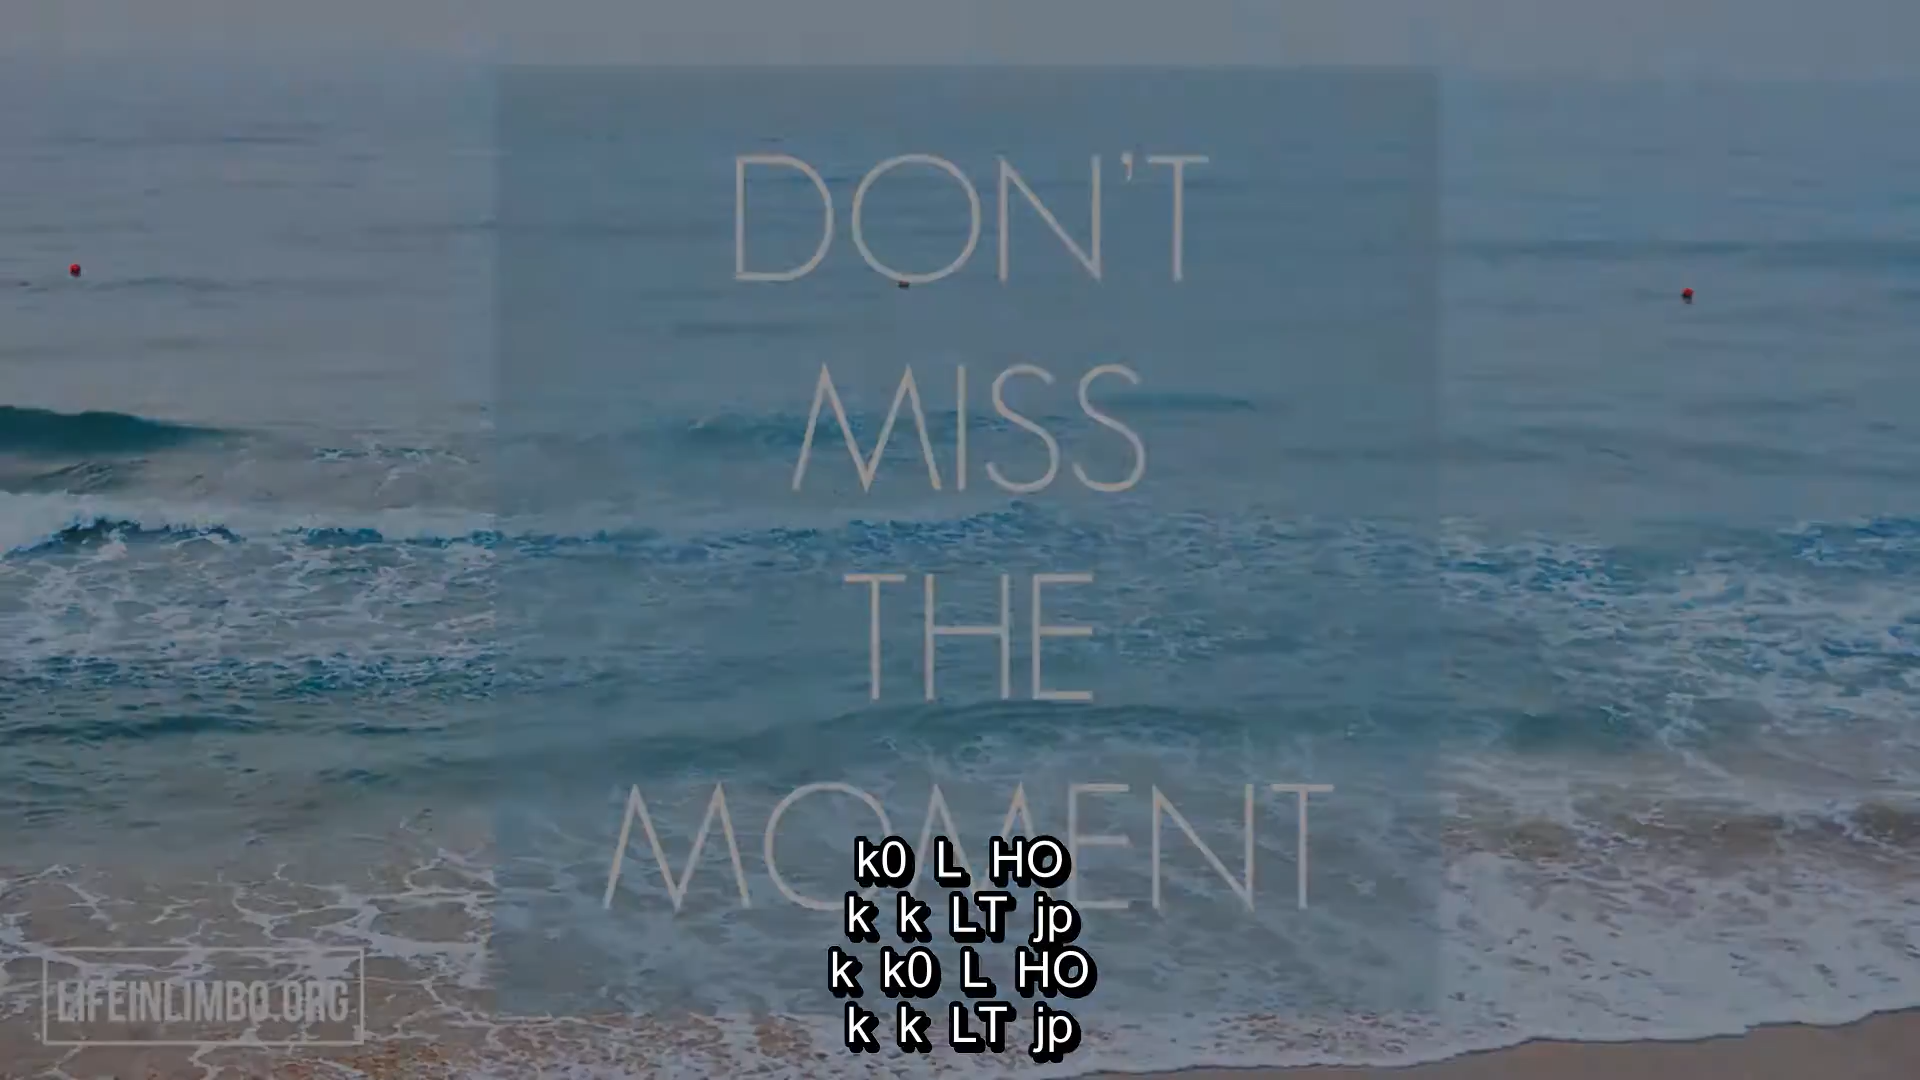 DON'T
MISS
THE
MOMENT
k0 L HO
k k LT jp
k k0 L HO
k k LT jp
LIFEINLIMBO.ORG